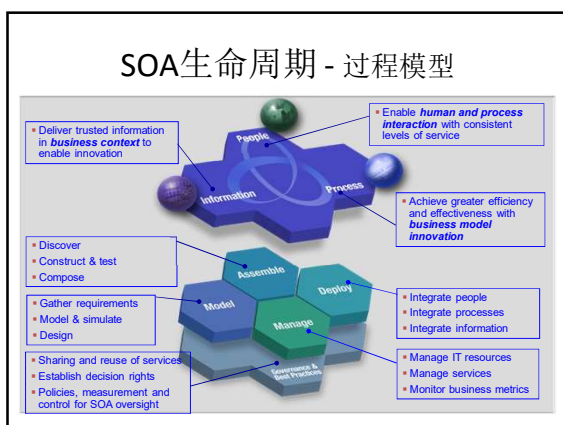 SOA生命周期 - 过程模型
▪ Deliver trusted information
in business context to
enable innovation
▪ Enable human and process
interaction with consistent
levels of service
People
Information
Process
▪ Achieve greater efficiency
and effectiveness with
business model
innovation
▪ Discover
▪ Construct & test
▪ Compose
Assemble
Model
Deploy
Manage
▪ Gather requirements
▪ Model & simulate
▪ Design
▪ Integrate people
▪ Integrate processes
▪ Integrate information
▪ Sharing and reuse of services
▪ Establish decision rights
▪ Policies, measurement and
control for SOA oversight
Governance &
Best Practices
▪ Manage IT resources
▪ Manage services
▪ Monitor business metrics